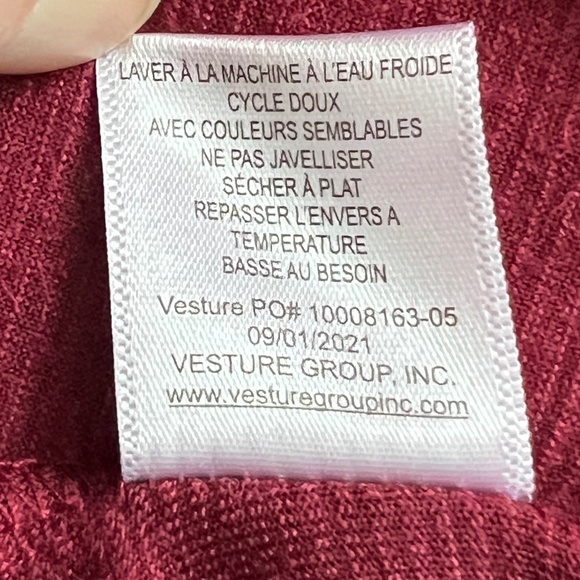 LAVER À LA MACHINE À L'EAU FROIDE
CYCLE DOUX
AVEC COULEURS SEMBLABLES
NE PAS JAVELLISER
SÉCHER À PLAT
REPASSER L'ENVERS A
TEMPERATURE
BASSE AU BESOIN
Vesture PO# 10008163-05
09/01/2021
VESTURE GROUP, INC.
www.vesturegroupinc.com